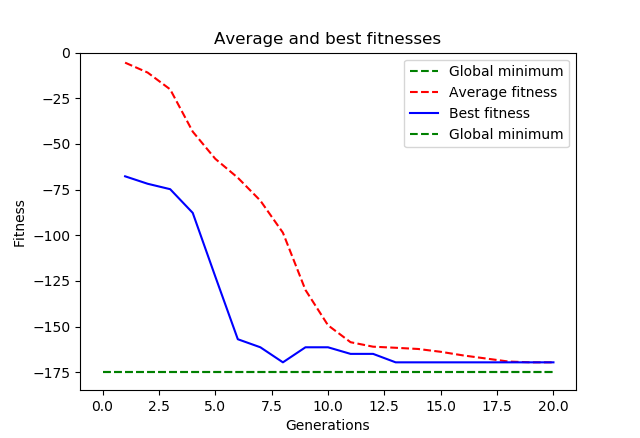 Average and best fitnesses
Global minimum
Average fitness
Best fitness
Global minimum
Fitness
0
−25
−50
−75
−100
−125
−150
−175
0.0 2.5 5.0 7.5 10.0 12.5 15.0 17.5 20.0
Generations